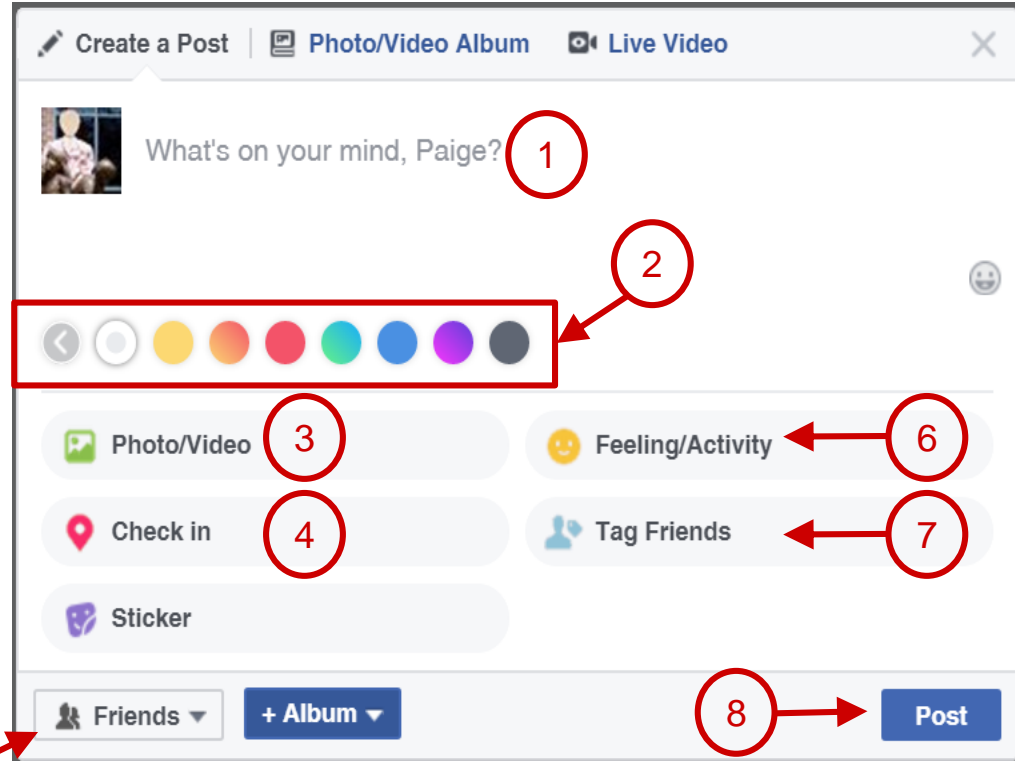 Create a Post Photo/Video Album Live Video
What's on your mind, Paige? 1
2
Photo/Video 3 Feeling/Activity 6
Check in 4 Tag Friends 7
Sticker
Friends + Album 8 Post